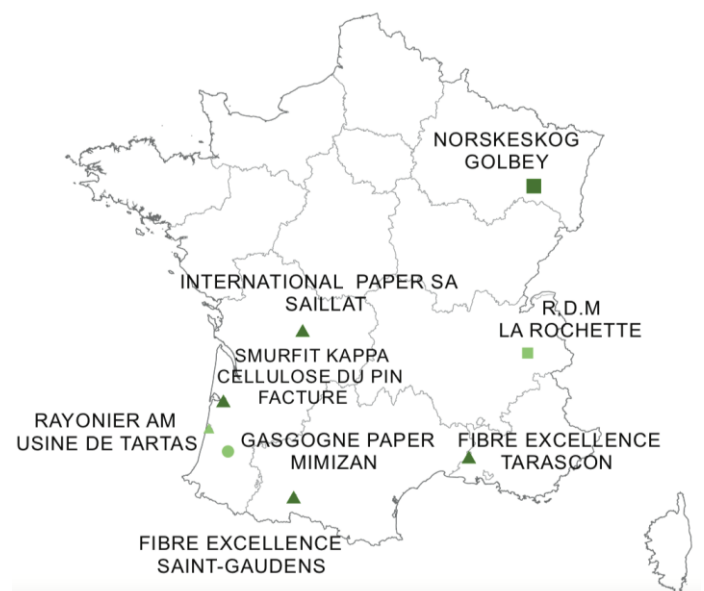 NORSKESKOG
GOLBEY
INTERNATIONAL PAPER SA
SAILLAT
R.D.M
LA ROCHETTE
SMURFIT KAPPA
CELLULOSE DU PIN
FACTURE
RAYONIER AM
USINE DE TARTAS
GASGOGNE PAPER
MIMIZAN
FIBRE EXCELLENCE
TARASCON
FIBRE EXCELLENCE
SAINT-GAUDENS